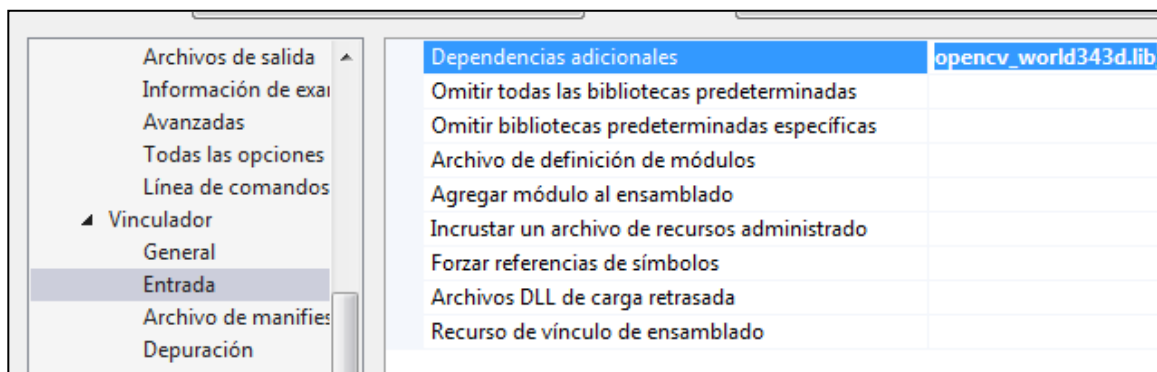 Archivos de salida
Información de exa
Avanzadas
Todas las opciones
Línea de comandos
Vinculador
General
Entrada
Archivo de manifies
Depuración
Dependencias adicionales opencv_world343d.lib
Omitir todas las bibliotecas predeterminadas
Omitir bibliotecas predeterminadas específicas
Archivo de definición de módulos
Agregar módulo al ensamblado
Incrustar un archivo de recursos administrado
Forzar referencias de símbolos
Archivos DLL de carga retrasada
Recurso de vínculo de ensamblado